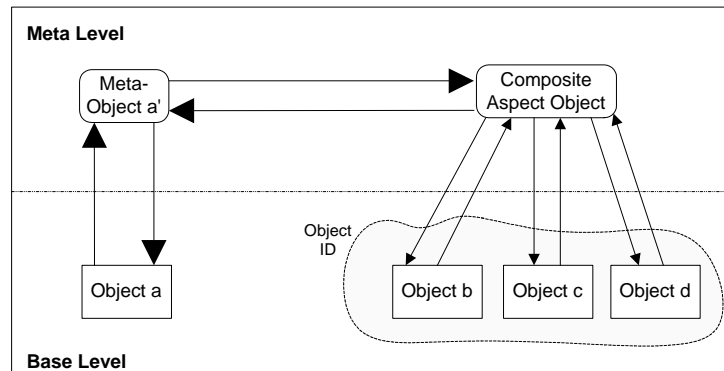 Meta Level
Meta-
Object a'
Composite
Aspect Object
Object
ID
Object a
Object b
Object c
Object d
Base Level